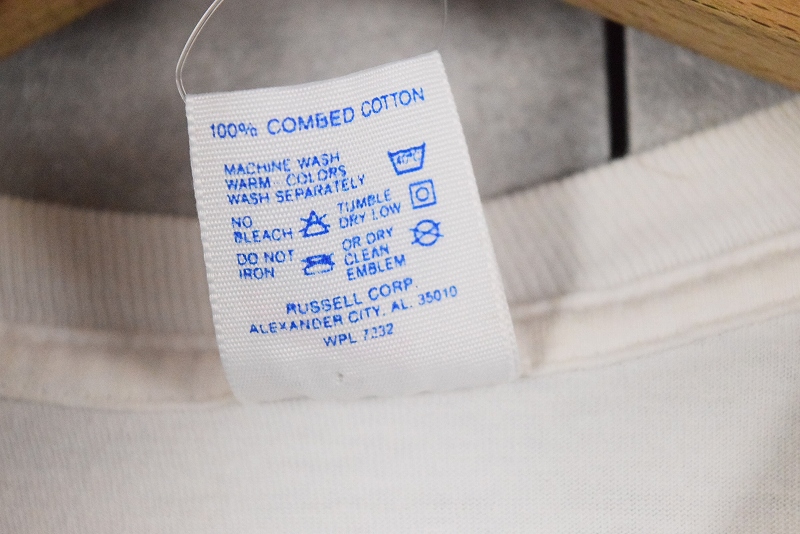 100% COMBED COTTON
MACHINE WASH
WARM COLORS
WASH SEPARATELY
40°C
NO
BLEACH
TUMBLE
DRY LOW
DO NOT
IRON
OR DRY
CLEAN
EMBLEM
RUSSELL CORP.
ALEXANDER CITY, AL. 35010
WPL 7232